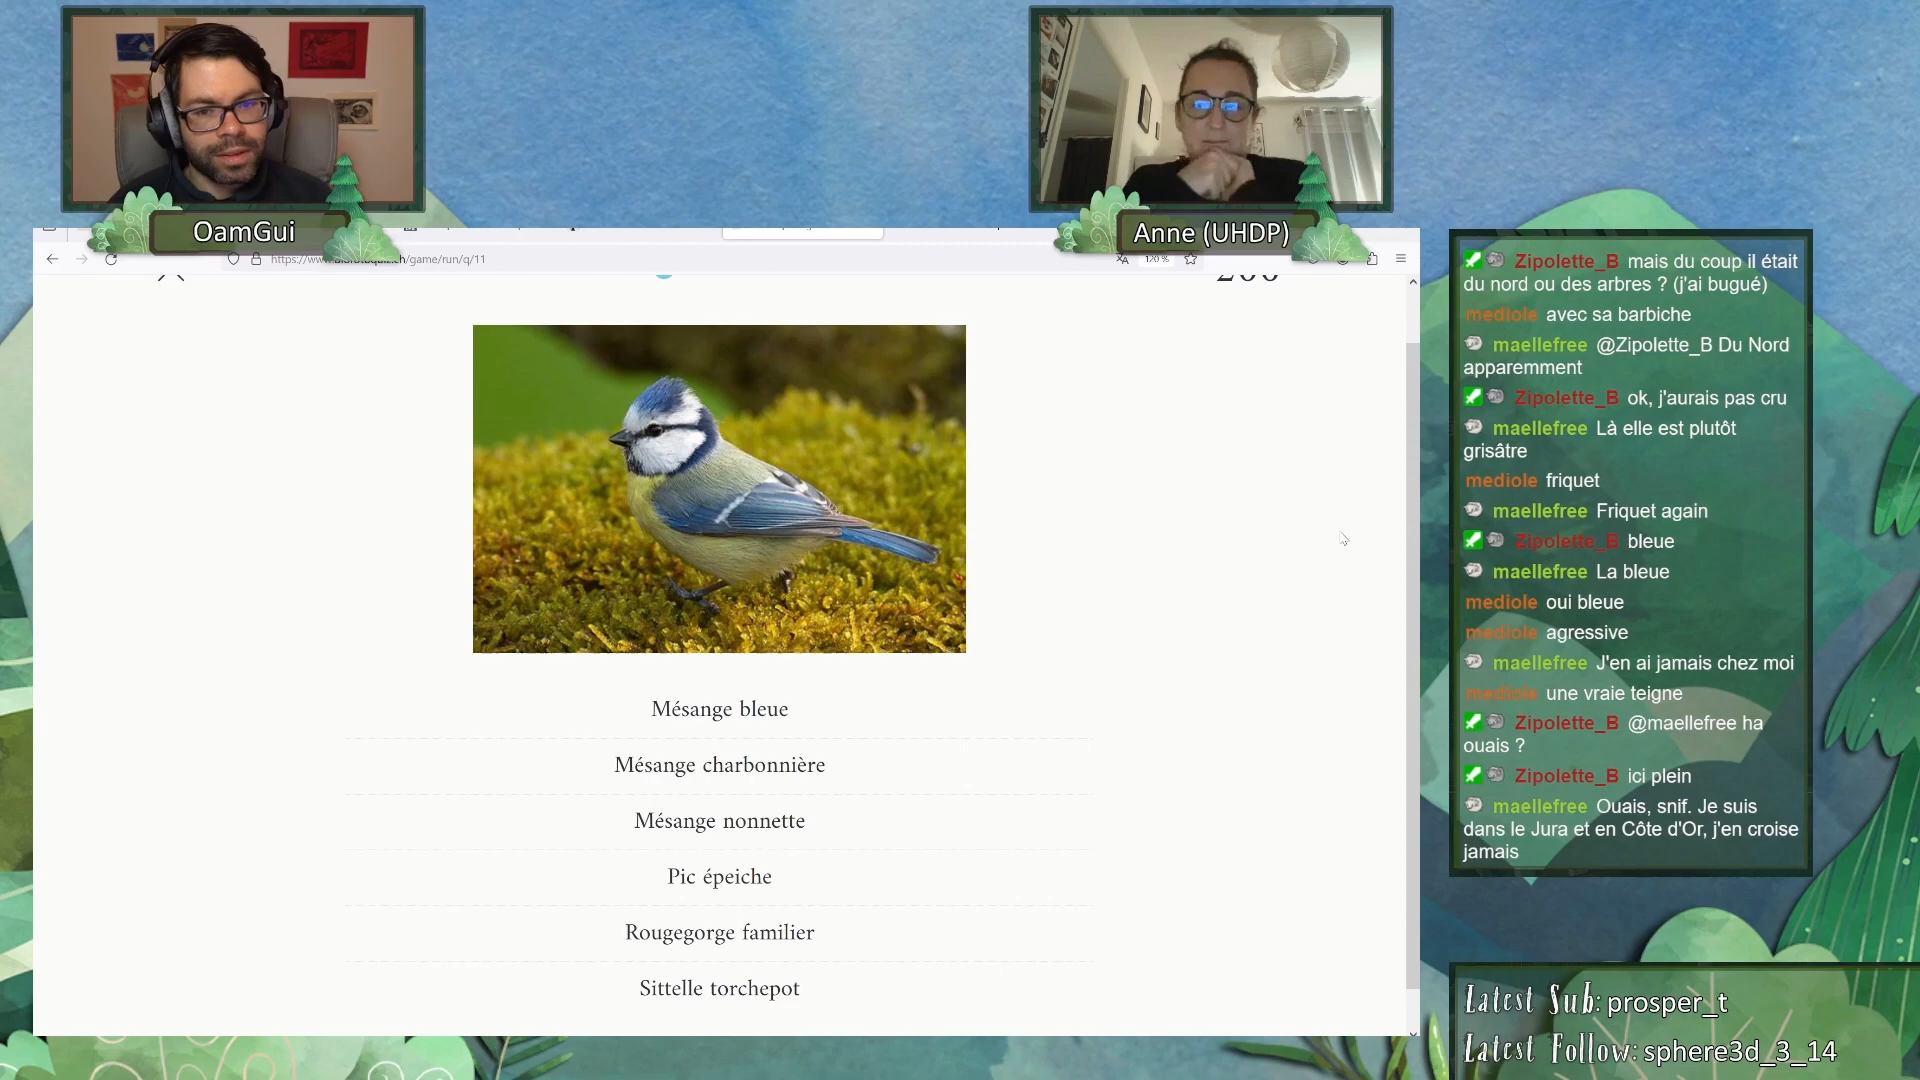 OamGui
Anne (UHDP)
/game/run/q/11
120 %
Mésange bleue
Mésange charbonnière
Mésange nonnette
Pic épeiche
Rougegorge familier
Sittelle torchepot
Zipolette_B mais du coup il était
du nord ou des arbres ? (j'ai bugué)
mediole avec sa barbiche
maellefree @Zipolette_B Du Nord
apparemment
Zipolette_B ok, j'aurais pas cru
maellefree Là elle est plutôt
grisâtre
mediole friquet
maellefree Friquet again
Zipolette_B bleue
maellefree La bleue
mediole oui bleue
mediole agressive
maellefree J'en ai jamais chez moi
mediole une vraie teigne
Zipolette_B @maellefree ha
ouais ?
Zipolette_B ici plein
maellefree Ouais, snif. Je suis
dans le Jura et en Côte d'Or, j'en croise
jamais
Latest Sub: prosper_t
Latest Follow: sphere3d_3_14